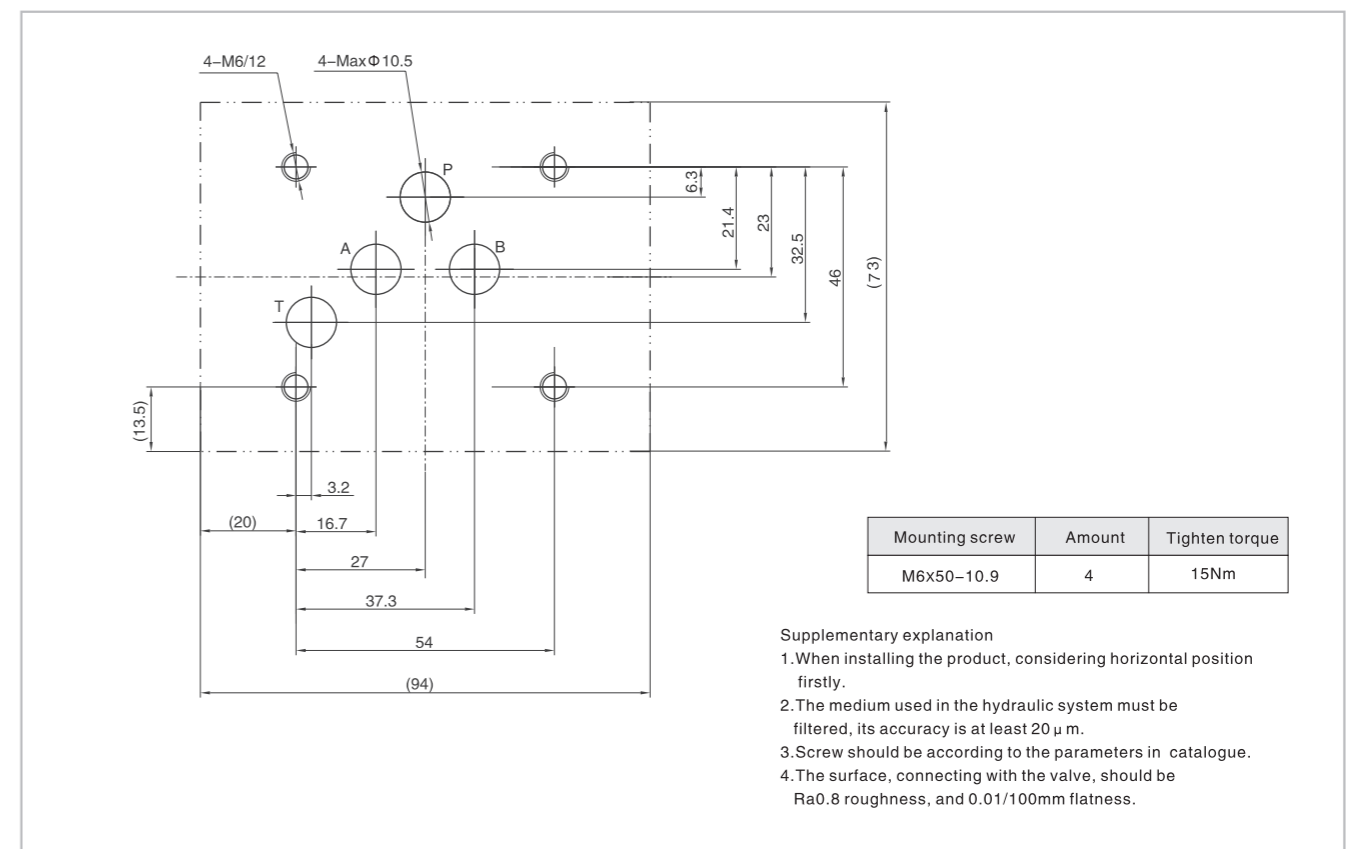 4–M6/12
4–MaxΦ10.5
P
A
B
T
6.3
21.4
23
32.5
46
(73)
(13.5)
3.2
(20)
16.7
27
37.3
54
(94)
Mounting screw Amount Tighten torque
M6X50–10.9 4 15Nm
Supplementary explanation
1.When installing the product, considering horizontal position
firstly.
2.The medium used in the hydraulic system must be
filtered, its accuracy is at least 20μm.
3.Screw should be according to the parameters in catalogue.
4.The surface, connecting with the valve, should be
Ra0.8 roughness, and 0.01/100mm flatness.